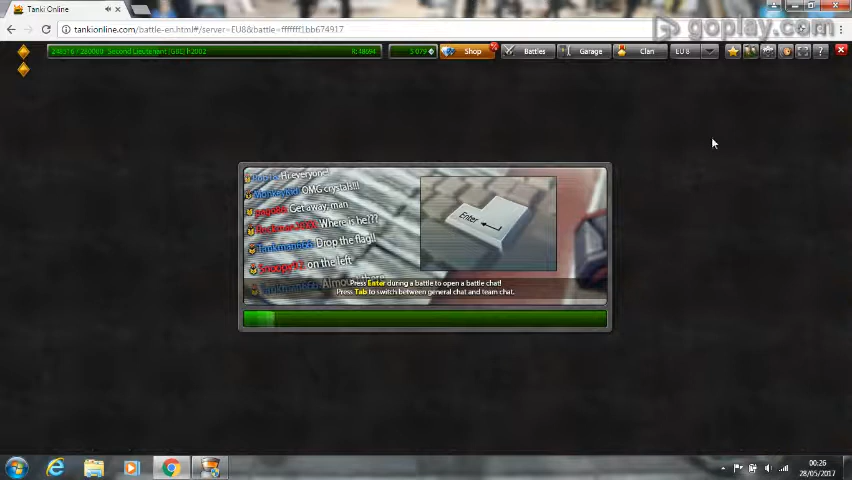 Tanki Online
tankionline.com/battle-en.html#/server=EU8&battle=ffffff1bb674917
goplay.com
Second Lieutenant
R: 48694
5 079
Shop
Battles
Garage
Clan
EU 8
?
Hi everyone!
OMG crystals!!!
Get away, man
Where is he!???
Drop the flag!!
on the left
Enter
Press Enter during a battle to open a battle chat!
Press Tab to switch between general chat and team chat.
00:26
28/05/2017